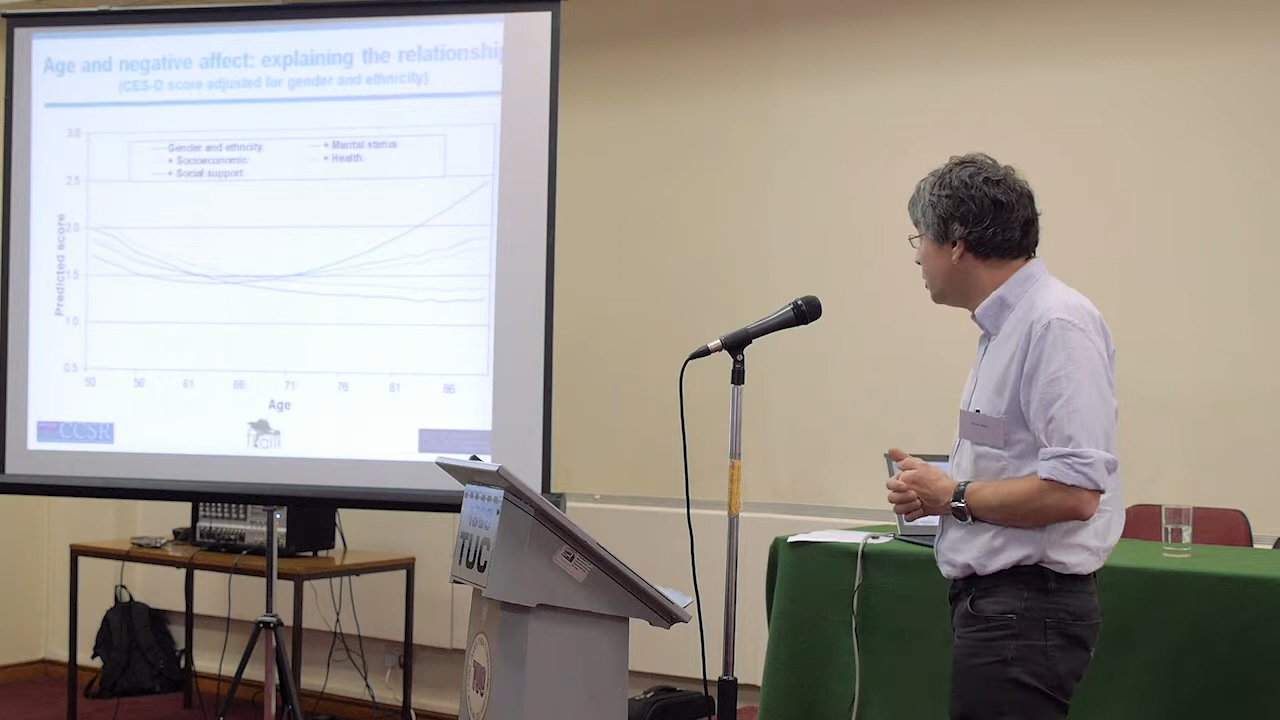 Age and negative affect: explaining the relationshi
(CES-D score adjusted for gender and ethnicity)
Gender and ethnicity
+ Marital status
+ Socioeconomic
+ Health
+ Social support
3.0
2.5
2.0
1.5
1.0
0.5
Predicted score
50 56 61 66 71 76 81 86
Age
CCSR
TUC
TUC